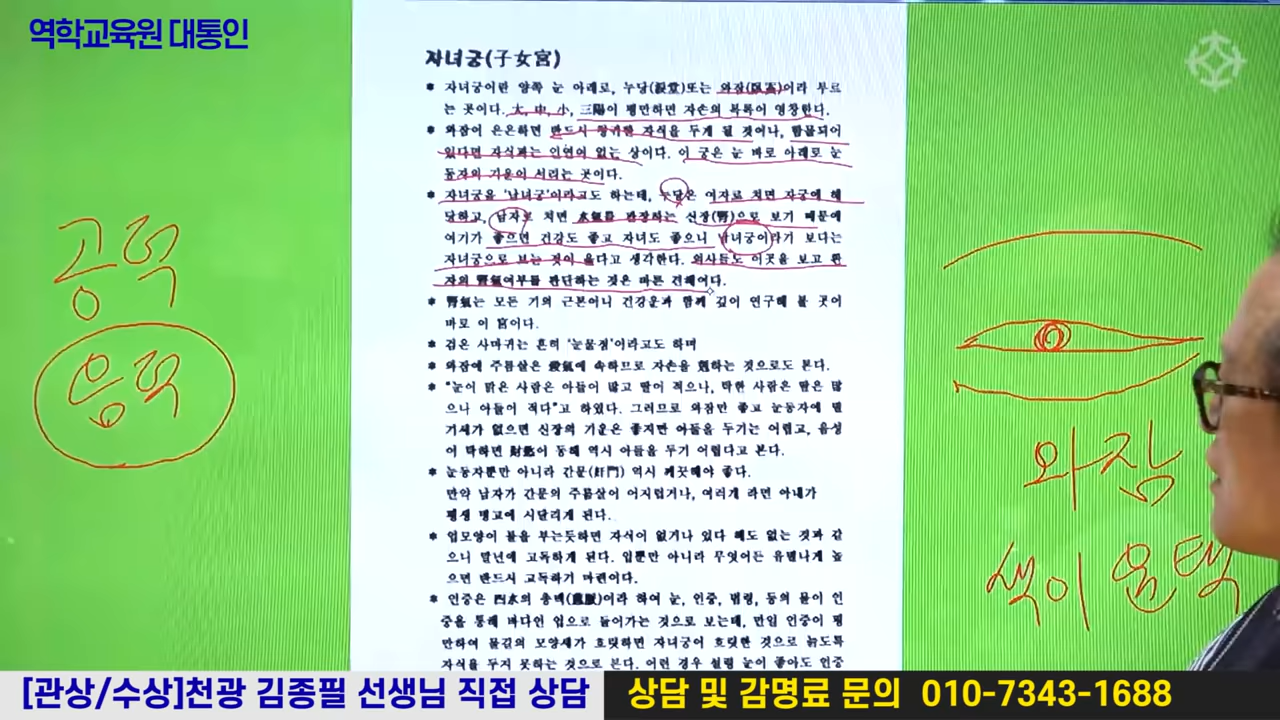 역학교육원 대통인
자녀궁(子女宮)
* 자녀궁이란 양쪽 눈 아래로, 누당(淚堂)또는 와잠(臥蚕)이라 부르
는 곳이다. 太, 中, 小, 三陽이 평만하면 자손의 복록이 영창한다.
* 와잠이 은은하면 반드시 창귀할 자식을 두게 될 것이나, 함몰되어
있다면 자식과는 인연이 없는 상이다. 이 궁은 눈 바로 아래로 눈
동자의 기운이 서리는 곳이다.
* 자녀궁을 '남녀궁'이라고도 하는데, 누당은 여자로 치면 자궁에 해
당하고, 남자로 치면 水氣를 관장하는 신장(腎)으로 보기 때문에
여기가 좋으면 건강도 좋고 자녀도 좋으니 남녀궁이라기 보다는
자녀궁으로 보는 것이 옳다고 생각한다. 의사들도 이곳을 보고 환
자의 腎氣여부를 판단하는 것은 바른 견해이다.
* 腎氣는 모든 기의 근본이니 건강운과 함께 깊이 연구해 볼 곳이
바로 이 宮이다.
* 검은 사마귀는 흔히 '눈물점'이라고도 하며
* 와잠에 주름살은 殺氣에 속하므로 자손을 剋하는 것으로도 본다.
* "눈이 맑은 사람은 아들이 많고 딸이 적으나, 탁한 사람은 딸은 많
으나 아들이 적다"고 하였다. 그러므로 와잠만 좋고 눈동자에 별
기세가 없으면 신장의 기운은 좋지만 아들을 두기는 어렵고, 음성
이 탁하면 財慾이 동해 역시 아들을 두기 어렵다고 본다.
* 눈동자뿐만 아니라 간문(奸門) 역시 깨끗해야 좋다.
만약 남자가 간문의 주름살이 어지럽거나, 여러개 라면 아내가
평생 병고에 시달리게 된다.
* 입모양이 불을 부는듯하면 자식이 없거나 있다 해도 없는 것과 같
으니 말년에 고독하게 된다. 입뿐만 아니라 무엇이든 유별나게 높
으면 반드시 고독하기 마련이다.
* 인중은 四水의 총맥(總脈)이라 하여 눈, 인중, 법령, 등의 물이 인
중을 통해 바다인 입으로 들어가는 것으로 보는데, 만일 인중이 평
만하여 물길의 모양새가 흐릿하면 자녀궁이 흐릿한 것으로 늙도록
자식을 두지 못하는 것으로 본다. 이런 경우 설령 눈이 좋아도 인중
공덕
음덕
와잠
색이 윤택
[관상/수상]천광 김종필 선생님 직접 상담
상담 및 감명료 문의 010-7343-1688